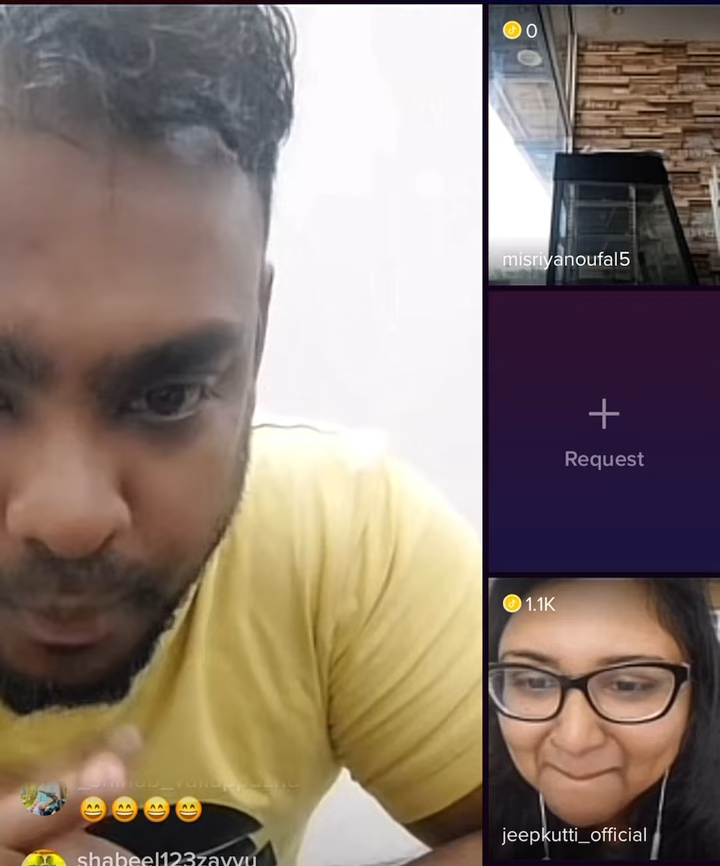 0
misriyanoufal5
Request
1.1K
jeepkutti_official
shabeel123zayyu